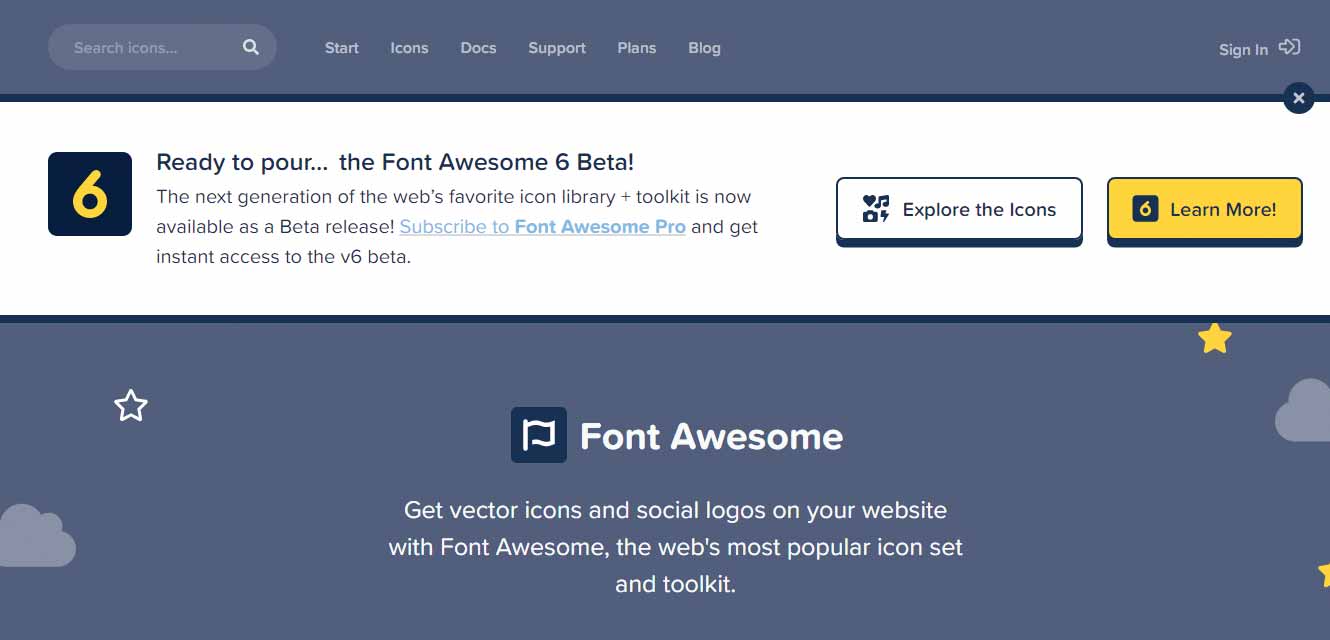 Search icons...
Start
Icons
Docs
Support
Plans
Blog
Sign In
6
Ready to pour... the Font Awesome 6 Beta!
The next generation of the web’s favorite icon library + toolkit is now
available as a Beta release! Subscribe to Font Awesome Pro and get
instant access to the v6 beta.
Explore the Icons
6 Learn More!
Font Awesome
Get vector icons and social logos on your website
with Font Awesome, the web's most popular icon set
and toolkit.